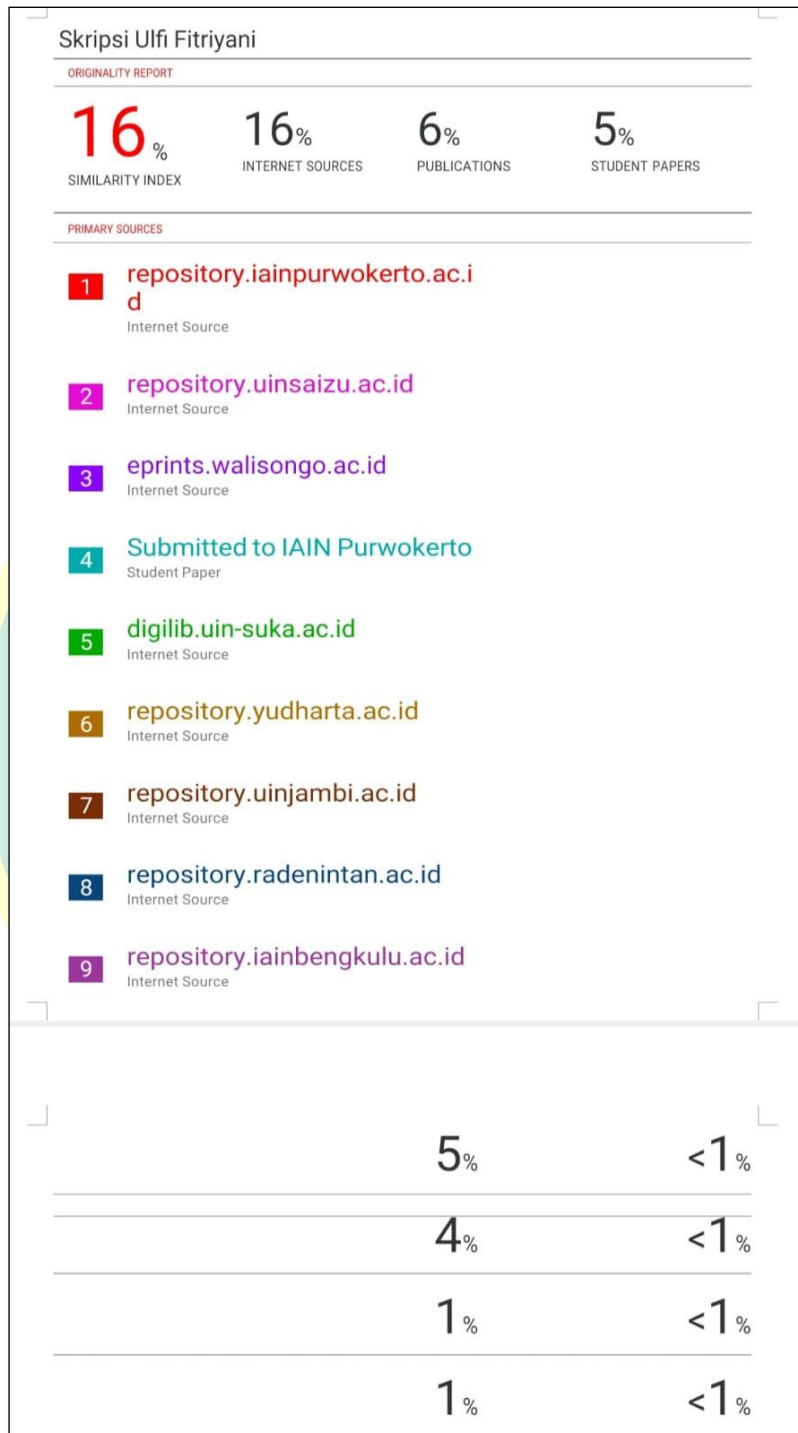 Skripsi Ulfi Fitriyani
ORIGINALITY REPORT
16% 16% 6% 5%
SIMILARITY INDEX INTERNET SOURCES PUBLICATIONS STUDENT PAPERS
PRIMARY SOURCES
1 repository.iainpurwokerto.ac.i
d
Internet Source
2 repository.uinsaizu.ac.id
Internet Source
3 eprints.walisongo.ac.id
Internet Source
4 Submitted to IAIN Purwokerto
Student Paper
5 digilib.uin-suka.ac.id
Internet Source
6 repository.yudharta.ac.id
Internet Source
7 repository.uinjambi.ac.id
Internet Source
8 repository.radenintan.ac.id
Internet Source
9 repository.iainbengkulu.ac.id
Internet Source
5% <1%
4% <1%
1% <1%
1% <1%